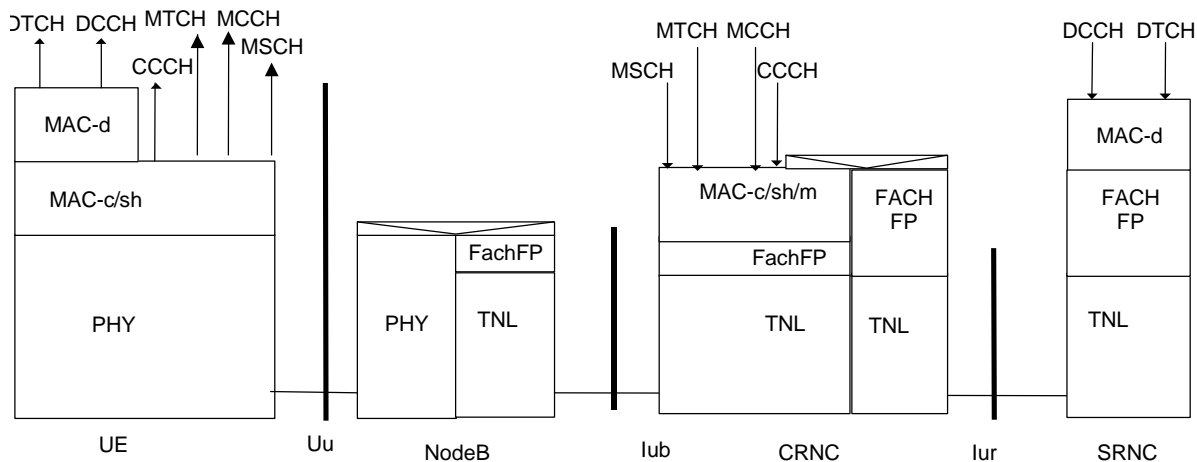 DTCH DCCH MTCH MCCH
MSCH
CCCH
MAC-d
MAC-c/sh
PHY
UE
Uu
FachFP
PHY TNL
NodeB
Iub
MTCH MCCH
MSCH CCCH
MAC-c/sh/m
FACH
FP
FachFP
TNL TNL
CRNC
Iur
DCCH DTCH
MAC-d
FACH
FP
TNL
SRNC